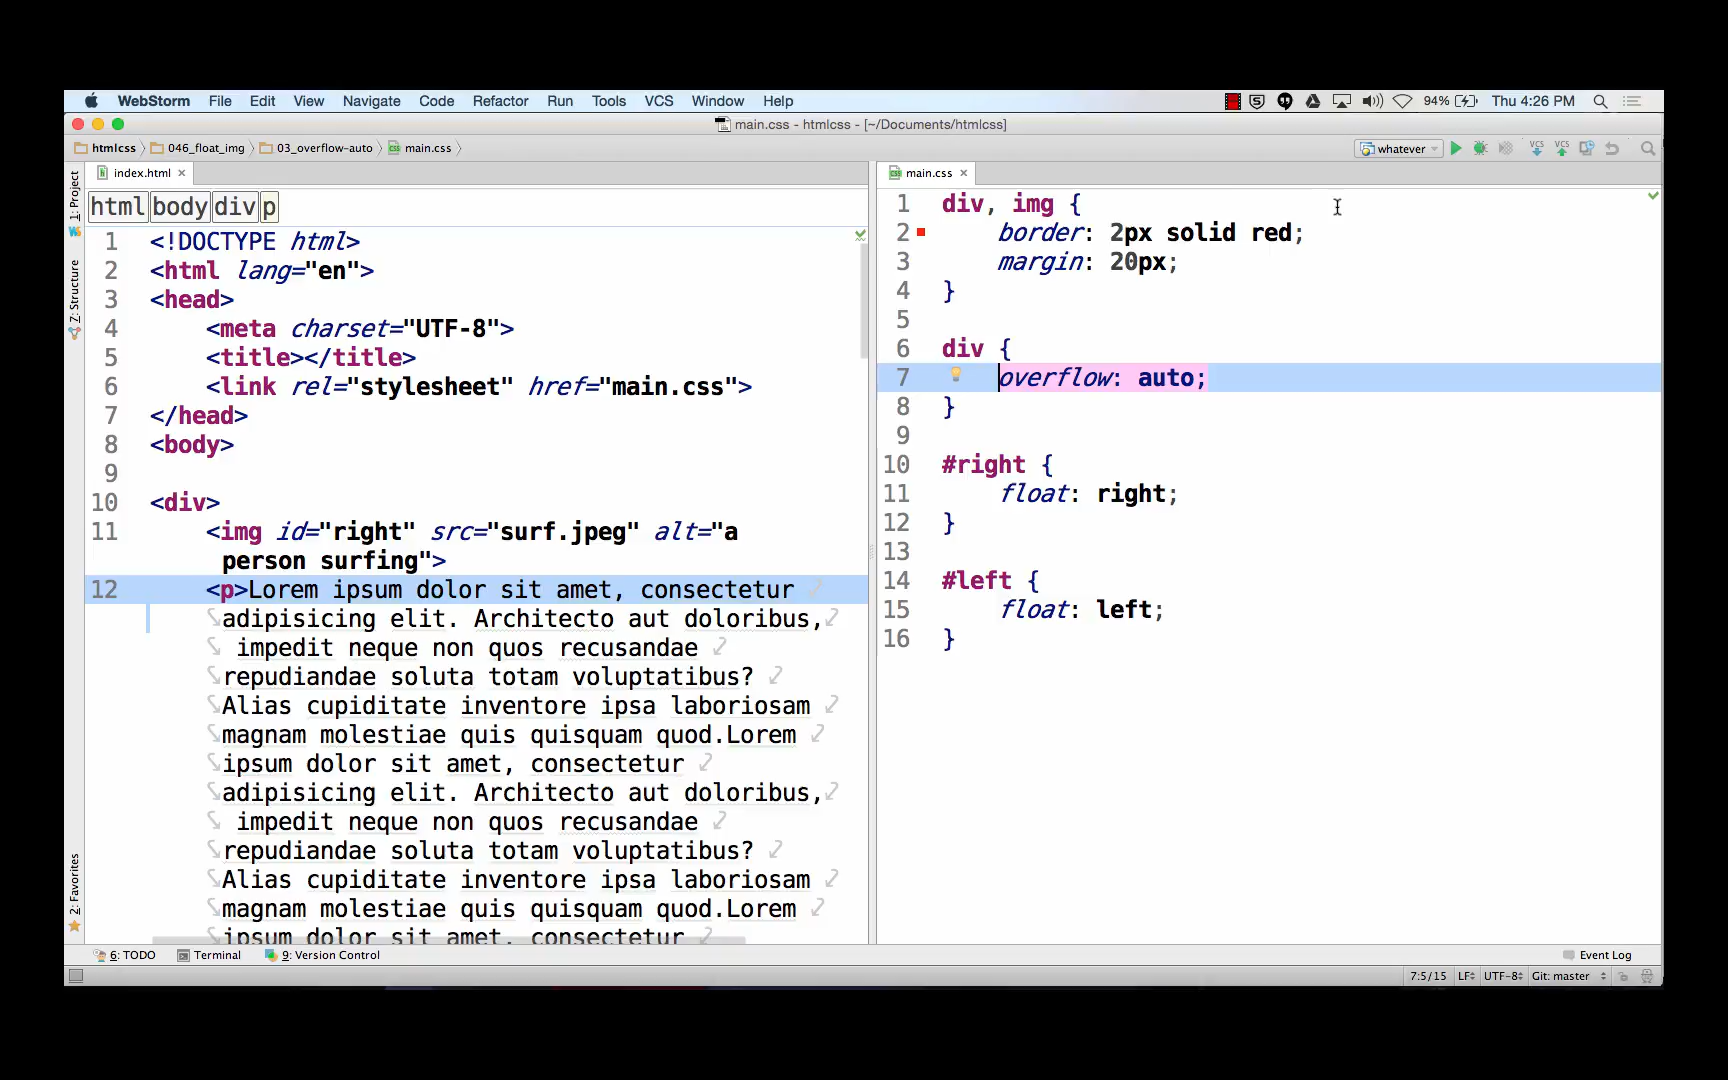 WebStorm File Edit View Navigate Code Refactor Run Tools VCS Window Help 94% Thu 4:26 PM
main.css - htmlcss - [~/Documents/htmlcss]
htmlcss 046_float_img 03_overflow-auto main.css whatever VCS VCS
index.html
html body div p
1 <!DOCTYPE html>
2 <html lang="en">
3 <head>
4 <meta charset="UTF-8">
5 <title></title>
6 <link rel="stylesheet" href="main.css">
7 </head>
8 <body>
9
10 <div>
11 <img id="right" src="surf.jpeg" alt="a
person surfing">
12 <p>Lorem ipsum dolor sit amet, consectetur
adipisicing elit. Architecto aut doloribus,
impedit neque non quos recusandae
repudiandae soluta totam voluptatibus?
Alias cupiditate inventore ipsa laboriosam
magnam molestiae quis quisquam quod.Lorem
ipsum dolor sit amet, consectetur
adipisicing elit. Architecto aut doloribus,
impedit neque non quos recusandae
repudiandae soluta totam voluptatibus?
Alias cupiditate inventore ipsa laboriosam
magnam molestiae quis quisquam quod.Lorem
ipsum dolor sit amet, consectetur
main.css
1 div, img {
2 border: 2px solid red;
3 margin: 20px;
4 }
5
6 div {
7 overflow: auto;
8 }
9
10 #right {
11 float: right;
12 }
13
14 #left {
15 float: left;
16 }
1: Project
7: Structure
2: Favorites
6: TODO Terminal 9: Version Control Event Log
7:5/15 LF UTF-8 Git: master